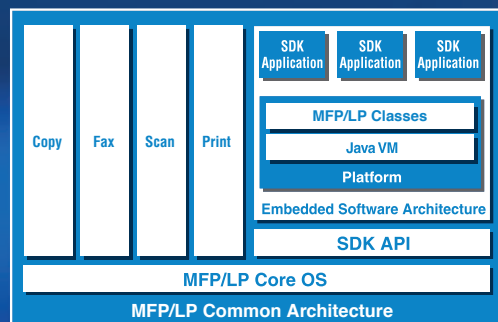 SDK
Application
SDK
Application
SDK
Application
Copy
Fax
Scan
Print
MFP/LP Classes
Java VM
Platform
Embedded Software Architecture
SDK API
MFP/LP Core OS
MFP/LP Common Architecture